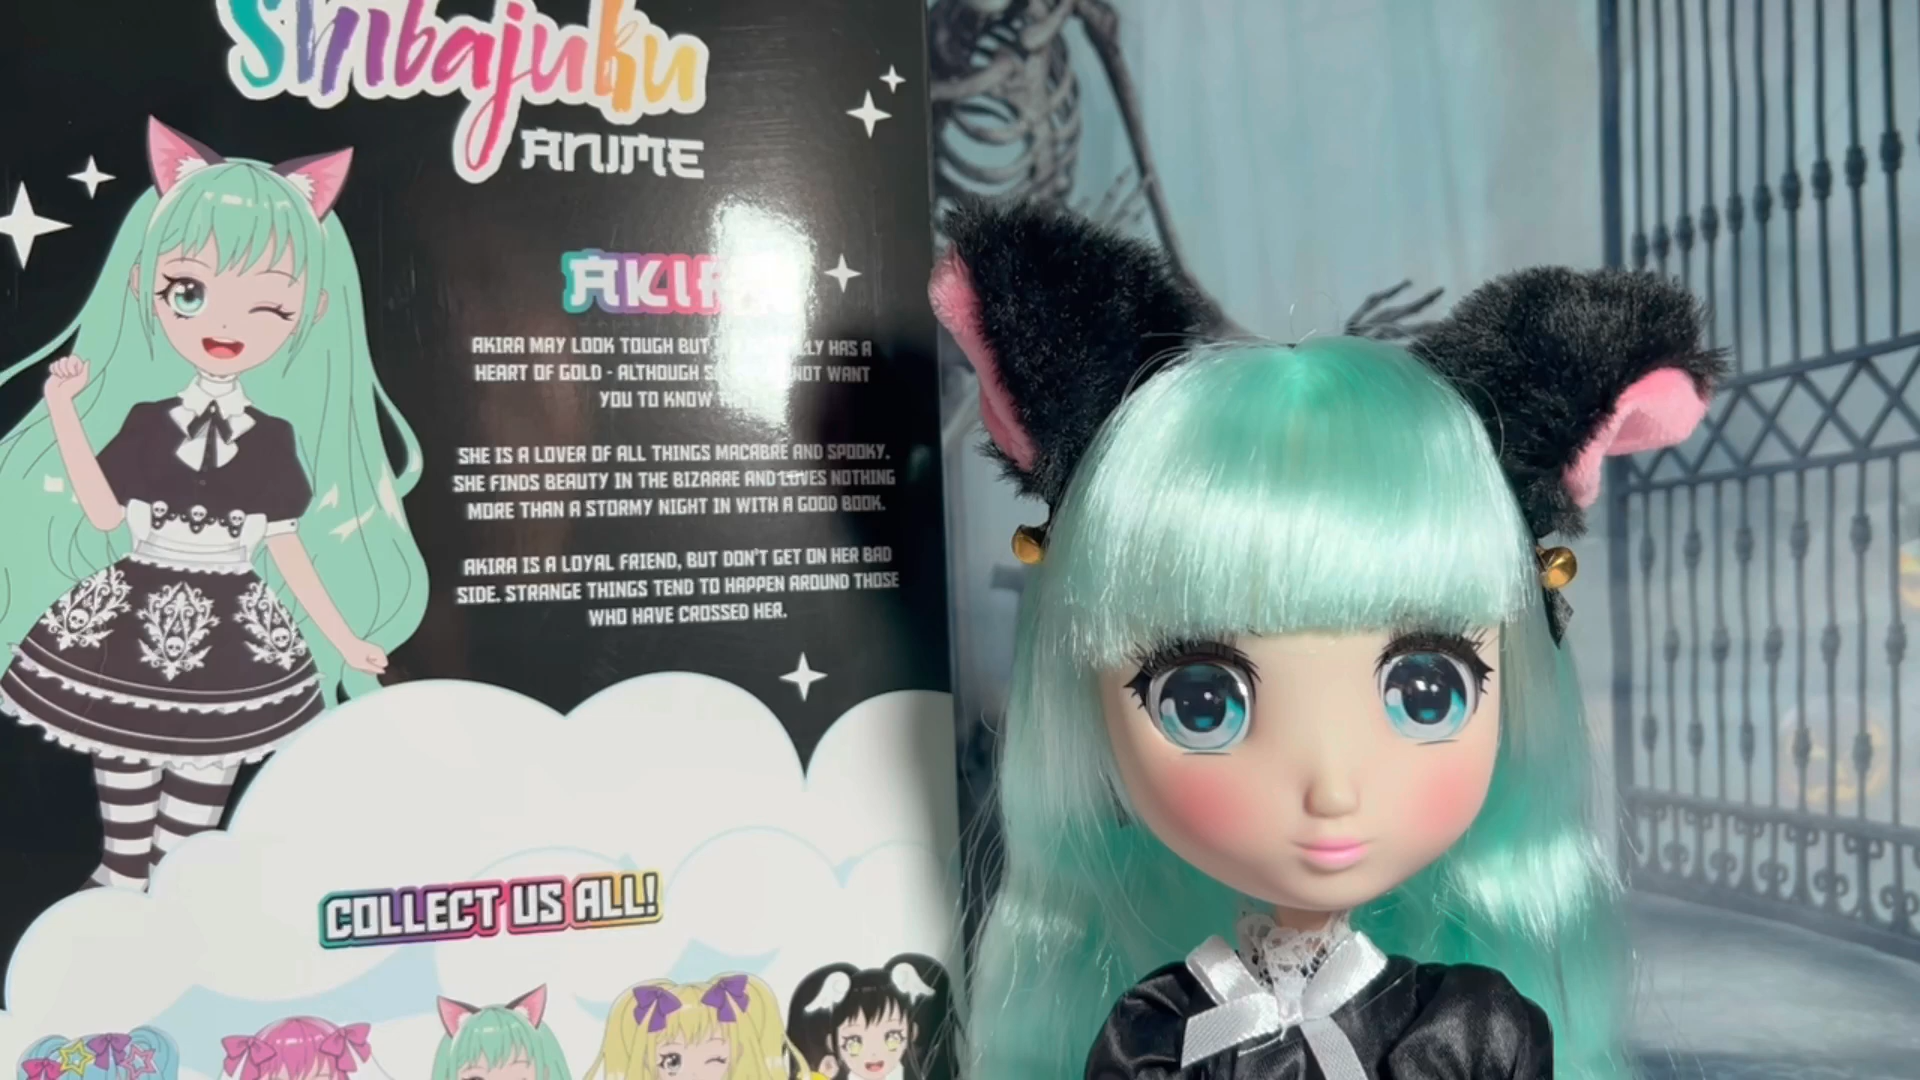 Shibajuku
ANIME
AKIRA
AKIRA MAY LOOK TOUGH BUT HAS A
HEART OF GOLD - ALTHOUGH NOT WANT
YOU TO KNOW
SHE IS A LOVER OF ALL THINGS MACABRE AND SPOOKY.
SHE FINDS BEAUTY IN THE BIZARRE AND LOVES NOTHING
MORE THAN A STORMY NIGHT IN WITH A GOOD BOOK.
AKIRA IS A LOYAL FRIEND, BUT DON'T GET ON HER BAD
SIDE. STRANGE THINGS TEND TO HAPPEN AROUND THOSE
WHO HAVE CROSSED HER.
COLLECT US ALL!